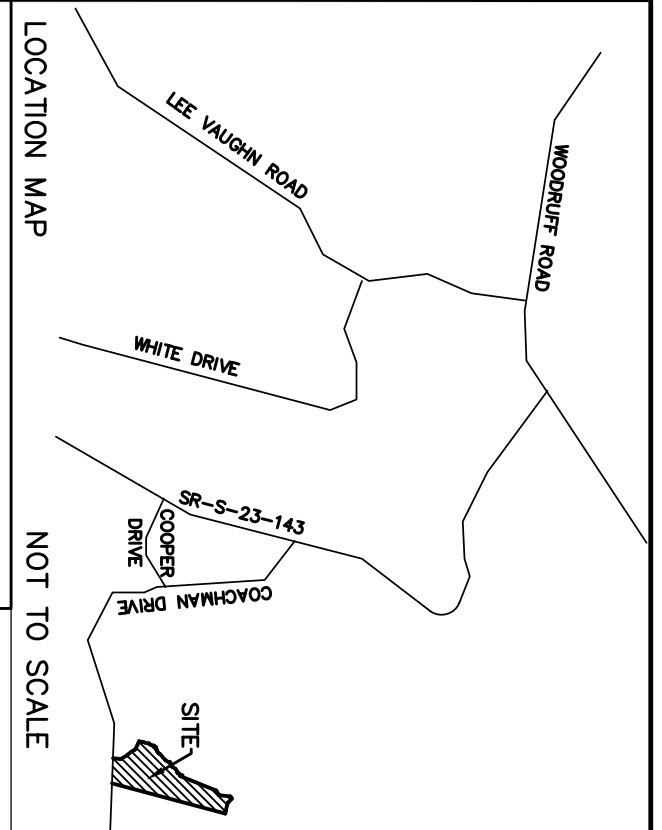 WOODRUFF ROAD
LEE VAUGHN ROAD
WHITE DRIVE
SR-S-23-143
COOPER
DRIVE
COACHMAN DRIVE
SITE
LOCATION MAP
NOT TO SCALE